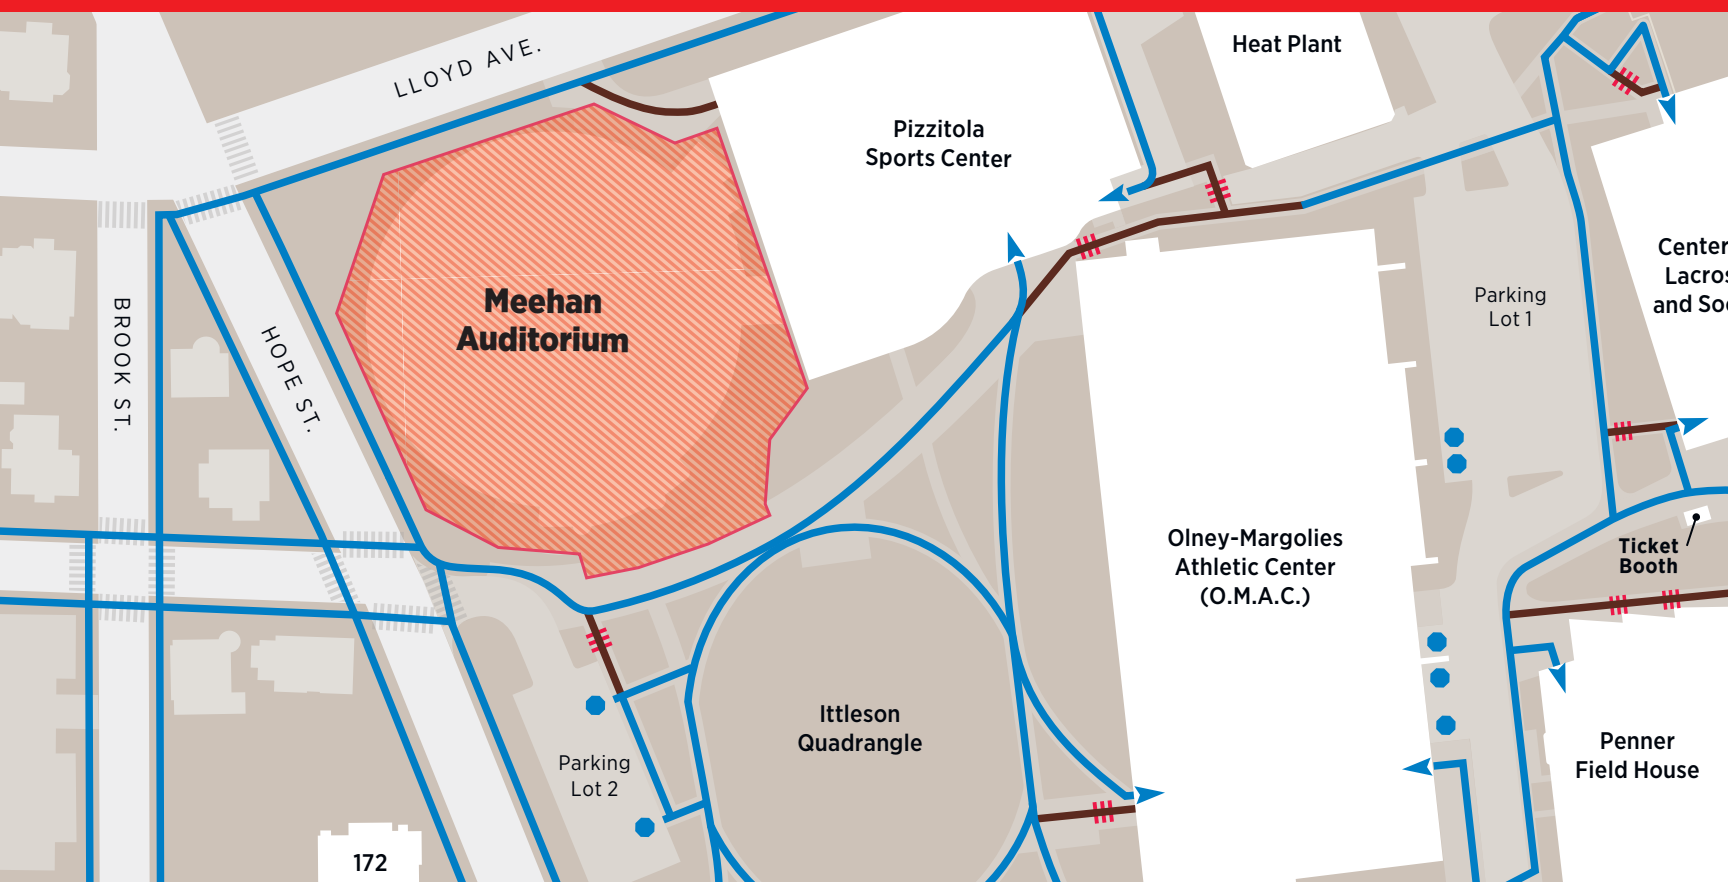 LLOYD AVE.
Heat Plant
Pizzitola
Sports Center
Center
Lacros
and Soc
Parking
Lot 1
Meehan
Auditorium
BROOK ST.
HOPE ST.
Olney-Margolies
Athletic Center
(O.M.A.C.)
Ticket
Booth
Ittleson
Quadrangle
Penner
Field House
Parking
Lot 2
172